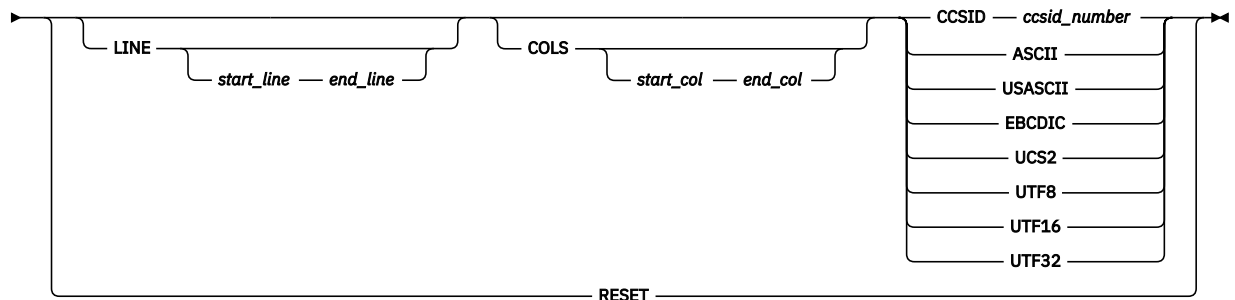 CCSID ccsid_number
LINE
COLS
start_line end_line
start_col end_col
ASCII
USASCII
EBCDIC
UCS2
UTF8
UTF16
UTF32
RESET